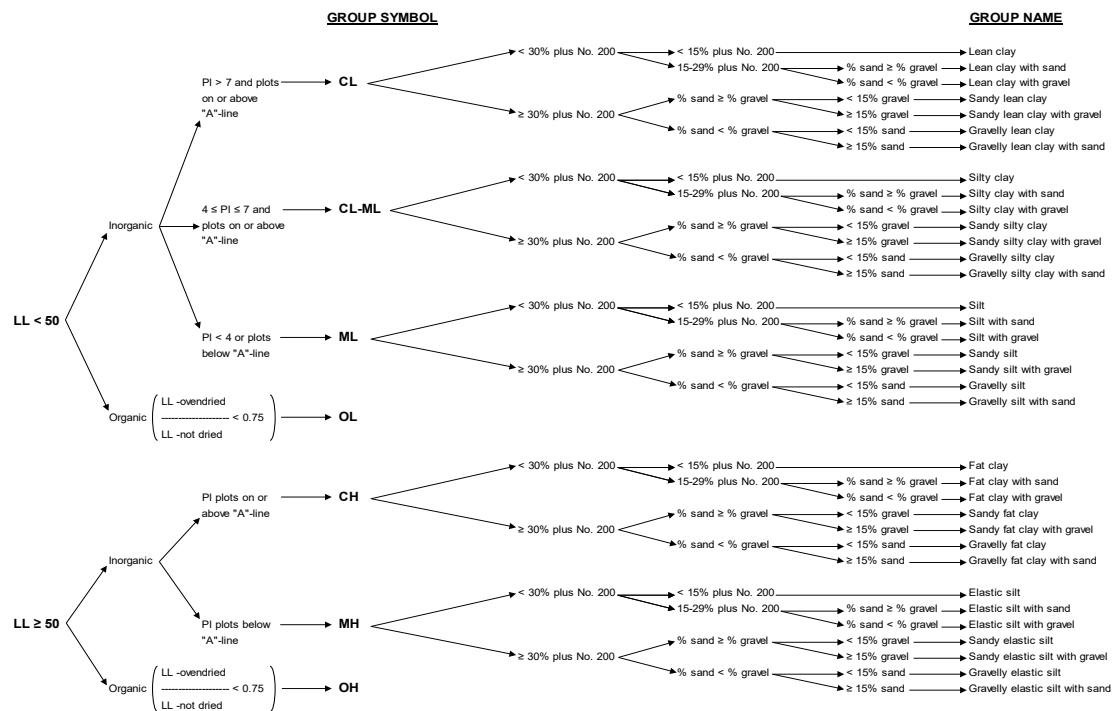 GROUP SYMBOL
GROUP NAME
LL < 50
Inorganic
PI > 7 and plots
on or above
"A"-line
CL
< 30% plus No. 200
< 15% plus No. 200
Lean clay
15-29% plus No. 200
% sand ≥ % gravel
Lean clay with sand
% sand < % gravel
Lean clay with gravel
≥ 30% plus No. 200
% sand ≥ % gravel
< 15% gravel
Sandy lean clay
≥ 15% gravel
Sandy lean clay with gravel
% sand < % gravel
< 15% sand
Gravelly lean clay
≥ 15% sand
Gravelly lean clay with sand
4 ≤ PI ≤ 7 and
plots on or above
"A"-line
CL-ML
< 30% plus No. 200
< 15% plus No. 200
Silty clay
15-29% plus No. 200
% sand ≥ % gravel
Silty clay with sand
% sand < % gravel
Silty clay with gravel
≥ 30% plus No. 200
% sand ≥ % gravel
< 15% gravel
Sandy silty clay
≥ 15% gravel
Sandy silty clay with gravel
% sand < % gravel
< 15% sand
Gravelly silty clay
≥ 15% sand
Gravelly silty clay with sand
PI < 4 or plots
below "A"-line
ML
< 30% plus No. 200
< 15% plus No. 200
Silt
15-29% plus No. 200
% sand ≥ % gravel
Silt with sand
% sand < % gravel
Silt with gravel
≥ 30% plus No. 200
% sand ≥ % gravel
< 15% gravel
Sandy silt
≥ 15% gravel
Sandy silt with gravel
% sand < % gravel
< 15% sand
Gravelly silt
≥ 15% sand
Gravelly silt with sand
Organic
LL -ovendried
--------------------- < 0.75
LL -not dried
OL
LL ≥ 50
Inorganic
PI plots on or
above "A"-line
CH
< 30% plus No. 200
< 15% plus No. 200
Fat clay
15-29% plus No. 200
% sand ≥ % gravel
Fat clay with sand
% sand < % gravel
Fat clay with gravel
≥ 30% plus No. 200
% sand ≥ % gravel
< 15% gravel
Sandy fat clay
≥ 15% gravel
Sandy fat clay with gravel
% sand < % gravel
< 15% sand
Gravelly fat clay
≥ 15% sand
Gravelly fat clay with sand
PI plots below
"A"-line
MH
< 30% plus No. 200
< 15% plus No. 200
Elastic silt
15-29% plus No. 200
% sand ≥ % gravel
Elastic silt with sand
% sand < % gravel
Elastic silt with gravel
≥ 30% plus No. 200
% sand ≥ % gravel
< 15% gravel
Sandy elastic silt
≥ 15% gravel
Sandy elastic silt with gravel
% sand < % gravel
< 15% sand
Gravelly elastic silt
≥ 15% sand
Gravelly elastic silt with sand
Organic
LL -ovendried
--------------------- < 0.75
LL -not dried
OH